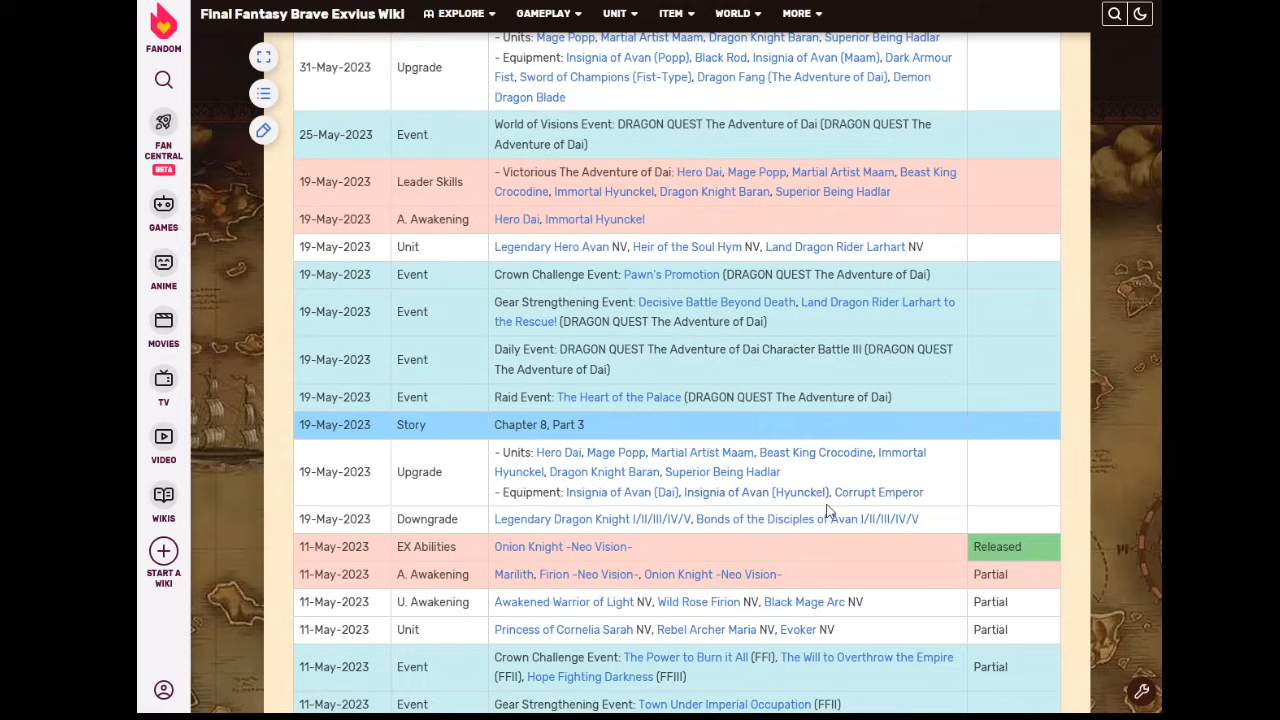 Final Fantasy Brave Exvius Wiki
EXPLORE
GAMEPLAY
UNIT
ITEM
WORLD
MORE
FANDOM
FAN CENTRAL
BETA
GAMES
ANIME
MOVIES
TV
VIDEO
WIKIS
START A WIKI
- Units: Mage Popp, Martial Artist Maam, Dragon Knight Baran, Superior Being Hadlar
31-May-2023 Upgrade - Equipment: Insignia of Avan (Popp), Black Rod, Insignia of Avan (Maam), Dark Armour
Fist, Sword of Champions (Fist-Type), Dragon Fang (The Adventure of Dai), Demon
Dragon Blade
25-May-2023 Event World of Visions Event: DRAGON QUEST The Adventure of Dai (DRAGON QUEST The
Adventure of Dai)
19-May-2023 Leader Skills - Victorious The Adventure of Dai: Hero Dai, Mage Popp, Martial Artist Maam, Beast King
Crocodine, Immortal Hyunckel, Dragon Knight Baran, Superior Being Hadlar
19-May-2023 A. Awakening Hero Dai, Immortal Hyunckel
19-May-2023 Unit Legendary Hero Avan NV, Heir of the Soul Hym NV, Land Dragon Rider Larhart NV
19-May-2023 Event Crown Challenge Event: Pawn's Promotion (DRAGON QUEST The Adventure of Dai)
19-May-2023 Event Gear Strengthening Event: Decisive Battle Beyond Death, Land Dragon Rider Larhart to
the Rescue! (DRAGON QUEST The Adventure of Dai)
19-May-2023 Event Daily Event: DRAGON QUEST The Adventure of Dai Character Battle III (DRAGON QUEST
The Adventure of Dai)
19-May-2023 Event Raid Event: The Heart of the Palace (DRAGON QUEST The Adventure of Dai)
19-May-2023 Story Chapter 8, Part 3
19-May-2023 Upgrade - Units: Hero Dai, Mage Popp, Martial Artist Maam, Beast King Crocodine, Immortal
Hyunckel, Dragon Knight Baran, Superior Being Hadlar
- Equipment: Insignia of Avan (Dai), Insignia of Avan (Hyunckel), Corrupt Emperor
19-May-2023 Downgrade Legendary Dragon Knight I/II/III/IV/V, Bonds of the Disciples of Avan I/II/III/IV/V
11-May-2023 EX Abilities Onion Knight -Neo Vision- Released
11-May-2023 A. Awakening Marilith, Firion -Neo Vision-, Onion Knight -Neo Vision- Partial
11-May-2023 U. Awakening Awakened Warrior of Light NV, Wild Rose Firion NV, Black Mage Arc NV Partial
11-May-2023 Unit Princess of Cornelia Sarah NV, Rebel Archer Maria NV, Evoker NV Partial
11-May-2023 Event Crown Challenge Event: The Power to Burn it All (FFI), The Will to Overthrow the Empire
(FFII), Hope Fighting Darkness (FFIII) Partial
11-May-2023 Event Gear Strengthening Event: Town Under Imperial Occupation (FFII)